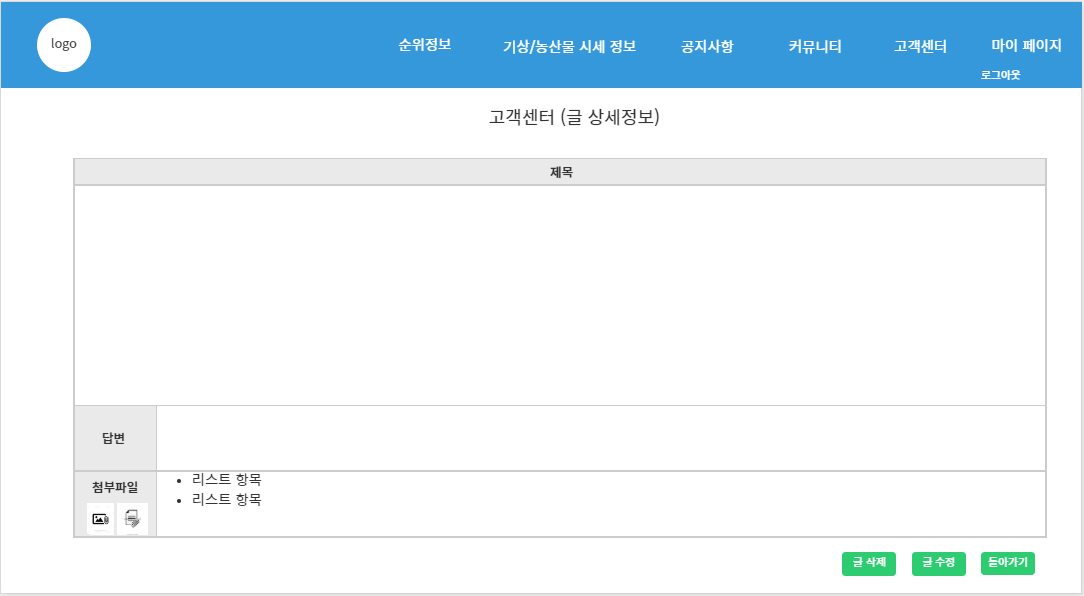 logo
순위정보
기상/농산물 시세 정보
공지사항
커뮤니티
고객센터
마이 페이지
로그아웃
고객센터 (글 상세정보)
제목
답변
첨부파일
• 리스트 항목
• 리스트 항목
글 삭제
글 수정
돌아가기